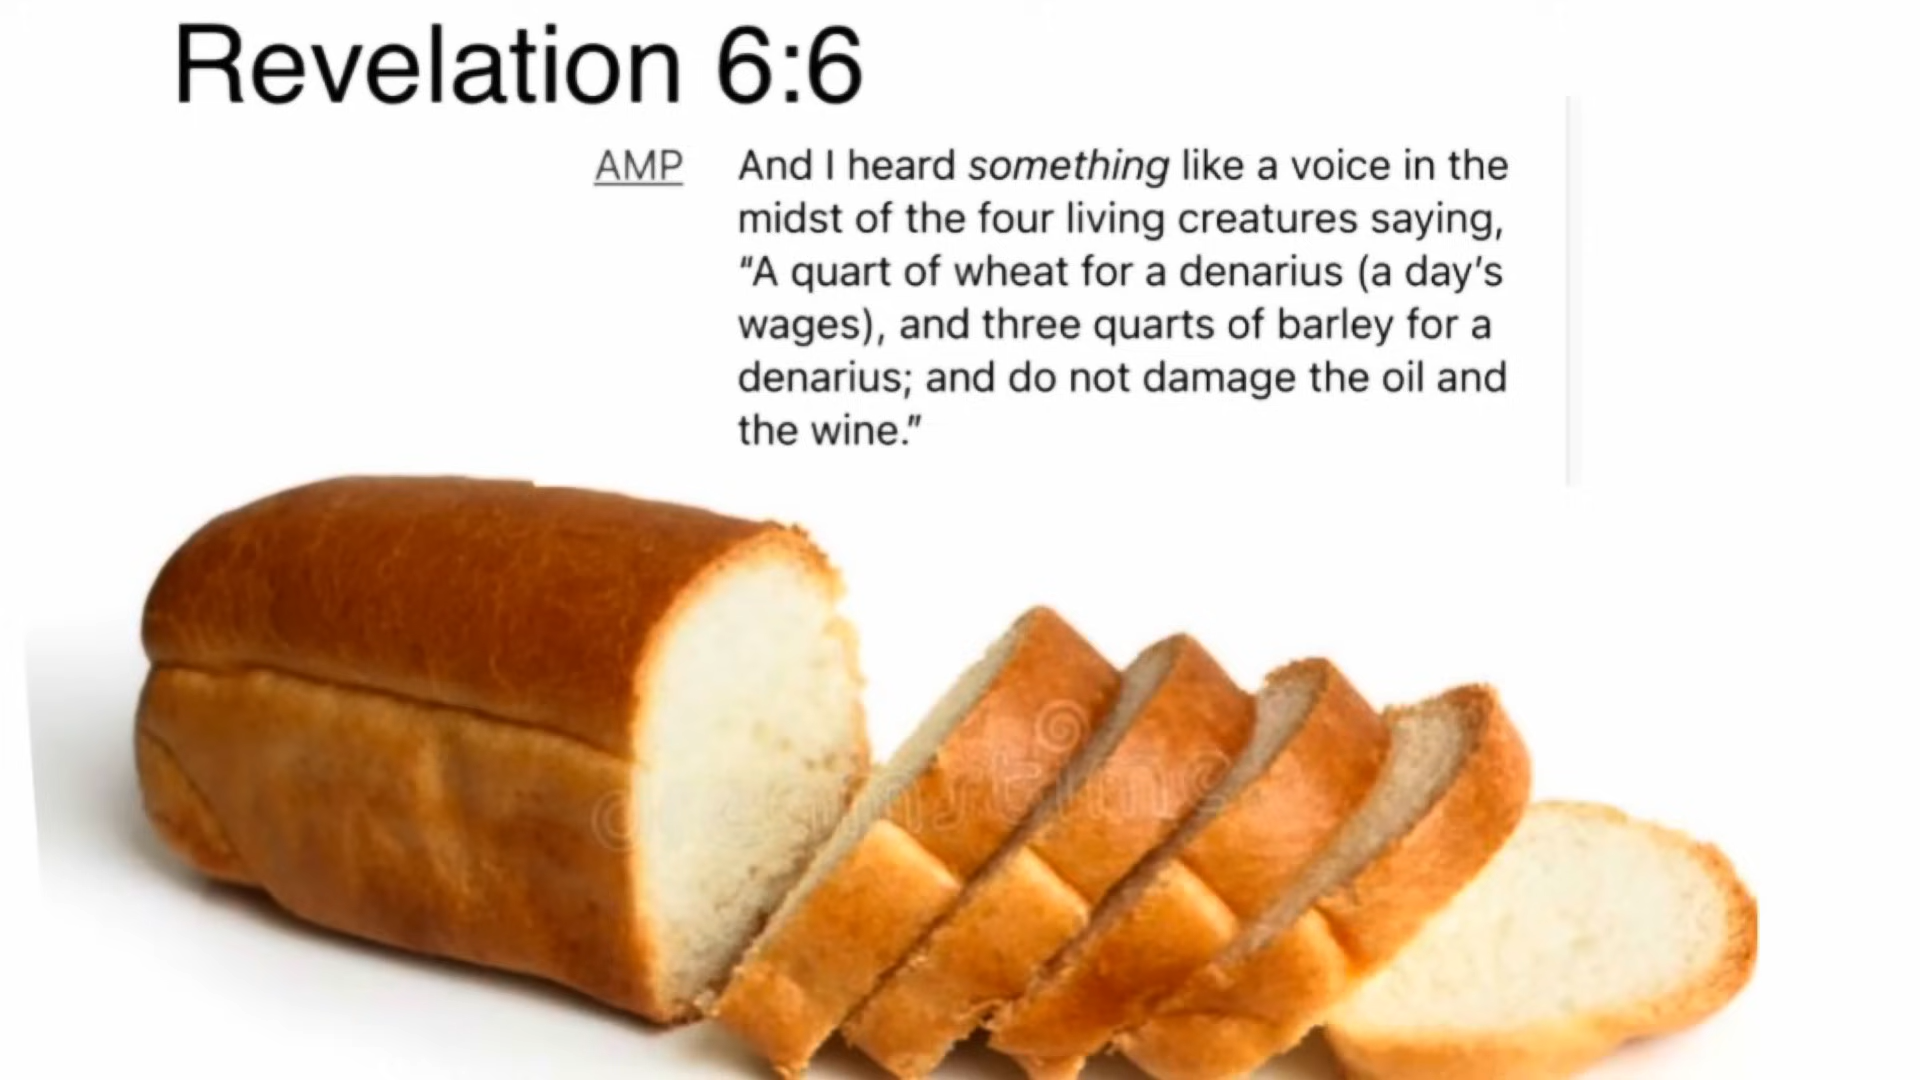 Revelation 6:6
AMP
And I heard something like a voice in the
midst of the four living creatures saying,
“A quart of wheat for a denarius (a day’s
wages), and three quarts of barley for a
denarius; and do not damage the oil and
the wine.”
dreamstime